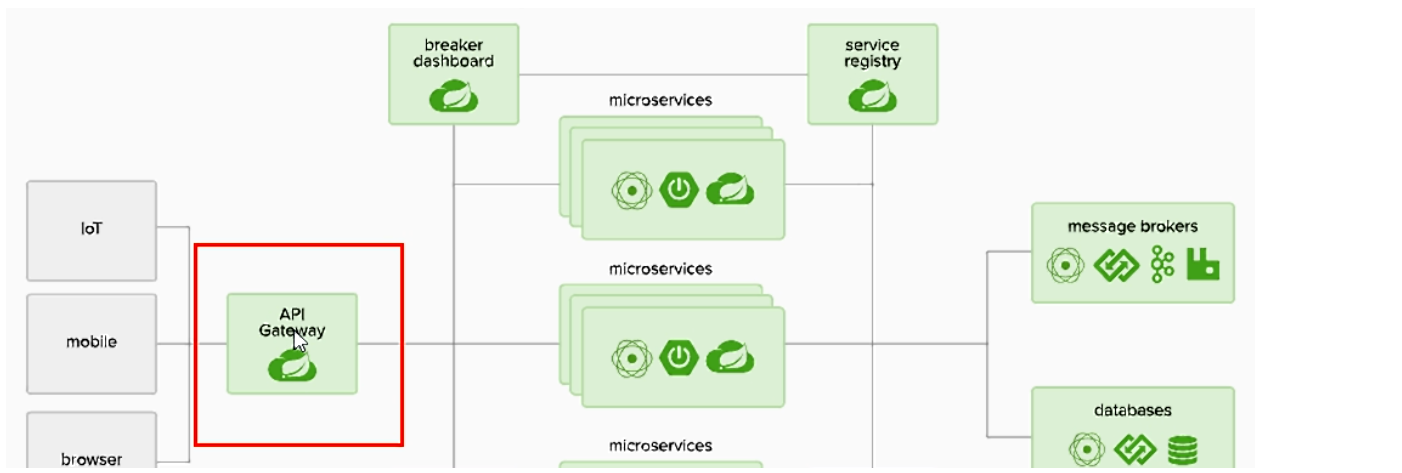 breaker
dashboard
service
registry
microservices
IoT
message brokers
microservices
API
Gateway
mobile
databases
microservices
browser